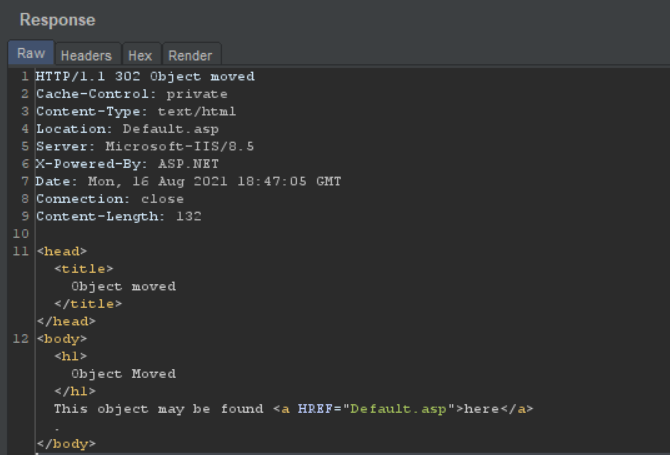 Response
Raw Headers Hex Render
1 HTTP/1.1 302 Object moved
2 Cache-Control: private
3 Content-Type: text/html
4 Location: Default.asp
5 Server: Microsoft-IIS/8.5
6 X-Powered-By: ASP.NET
7 Date: Mon, 16 Aug 2021 18:47:05 GMT
8 Connection: close
9 Content-Length: 132
10
11 <head>
<title>
Object moved
</title>
</head>
12 <body>
<h1>
Object Moved
</h1>
This object may be found <a HREF="Default.asp">here</a>
.
</body>